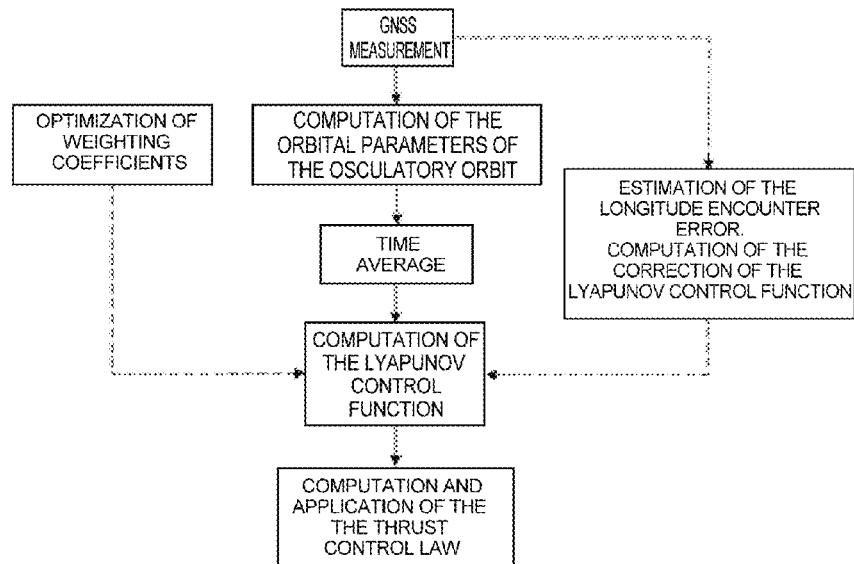 GNSS
MEASUREMENT
OPTIMIZATION OF
WEIGHTING
COEFFICIENTS
COMPUTATION OF THE
ORBITAL PARAMETERS OF
THE OSCULATORY ORBIT
ESTIMATION OF THE
LONGITUDE ENCOUNTER
ERROR.
COMPUTATION OF THE
CORRECTION OF THE
LYAPUNOV CONTROL FUNCTION
TIME
AVERAGE
COMPUTATION OF
THE LYAPUNOV
CONTROL
FUNCTION
COMPUTATION AND
APPLICATION OF THE
THE THRUST
CONTROL LAW